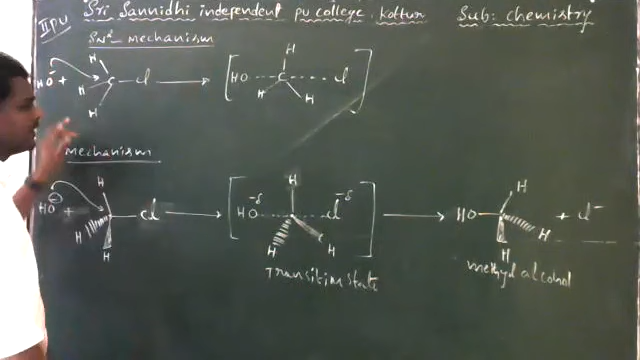 II PU Sri Sannidhi independent pu college, kottur Sub: chemistry
SN2 mechanism
HO⁻ + H H H C — Cl → [ HO ---- C ---- Cl H H H ]
mechanism
HO⊖ + H H H — Cl → [ HO -δ ---- Cl -δ H H H ] → HO — H H H + Cl⁻
Transition state methyl alcohol